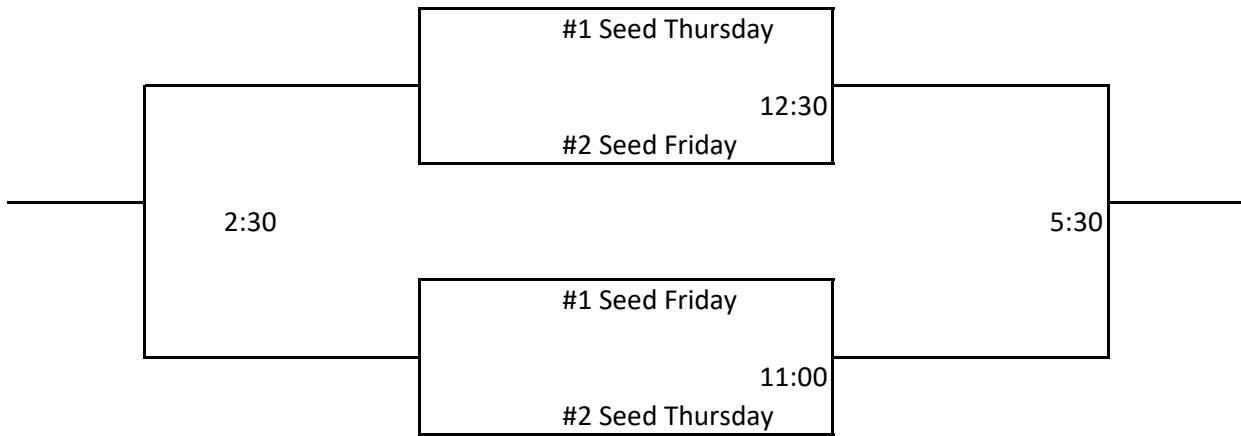 #1 Seed Thursday
12:30
#2 Seed Friday
2:30
5:30
#1 Seed Friday
11:00
#2 Seed Thursday